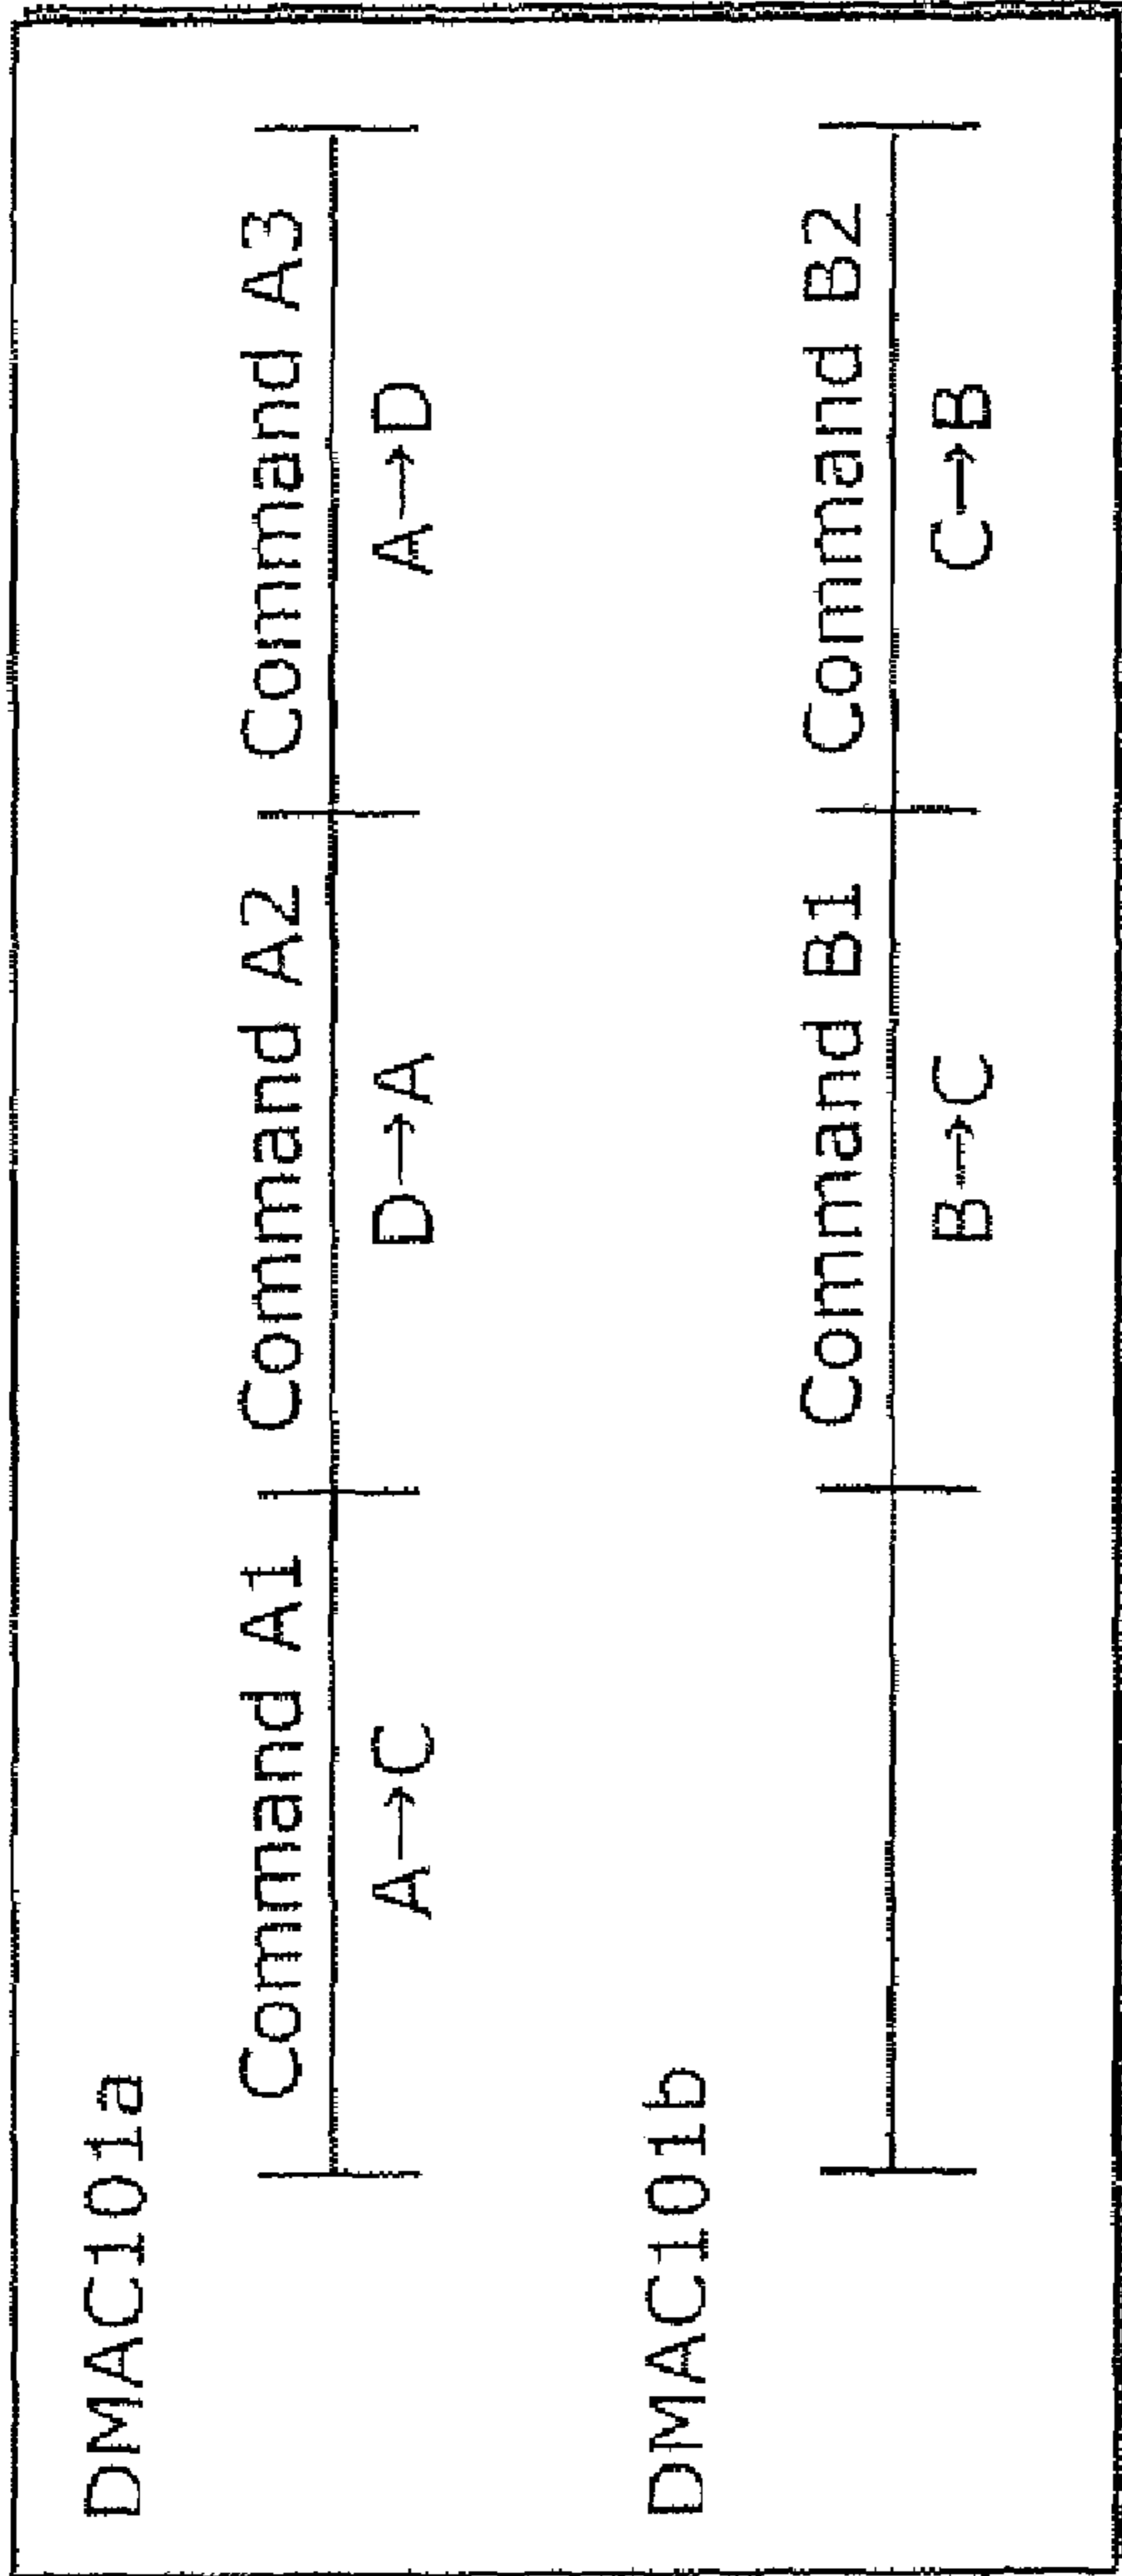 DMAC101a
Command A1 Command A2 Command A3
A→C D→A A→D
DMAC101b
Command B1 Command B2
B→C C→B